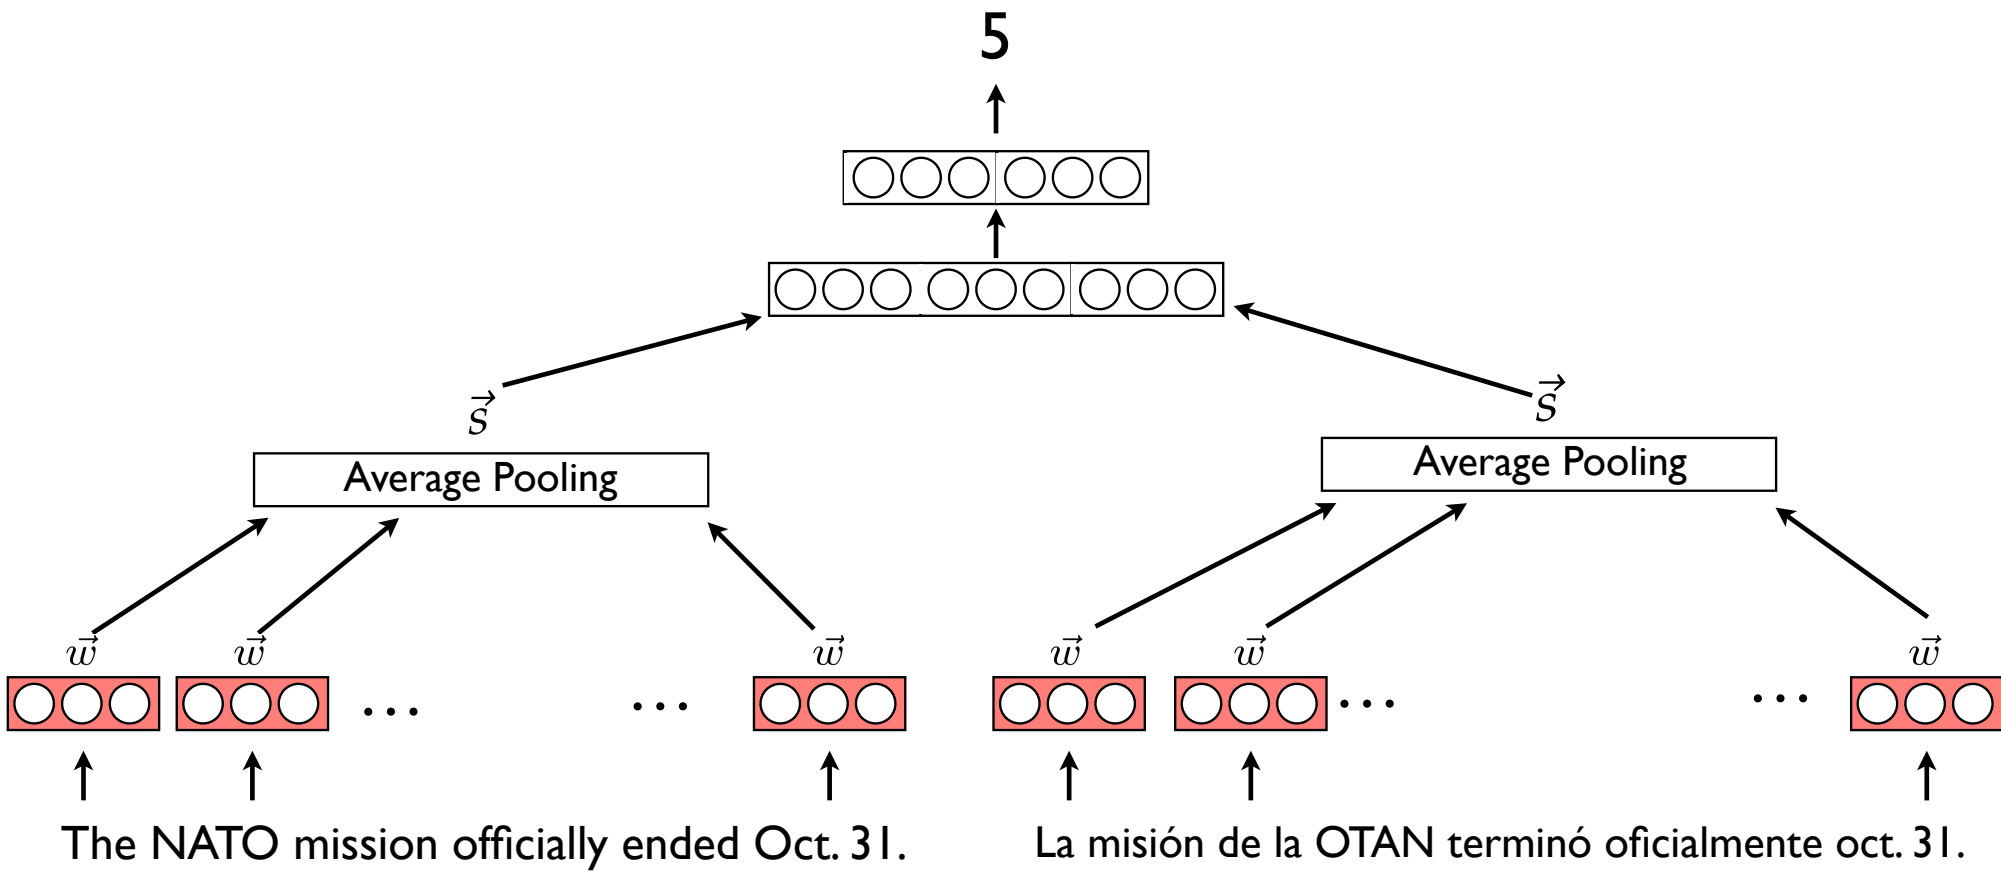 5
s⃗
s⃗
Average Pooling
Average Pooling
w⃗ w⃗ w⃗ w⃗ w⃗ w⃗
... ... ... ...
The NATO mission officially ended Oct. 31.
La misión de la OTAN terminó oficialmente oct. 31.